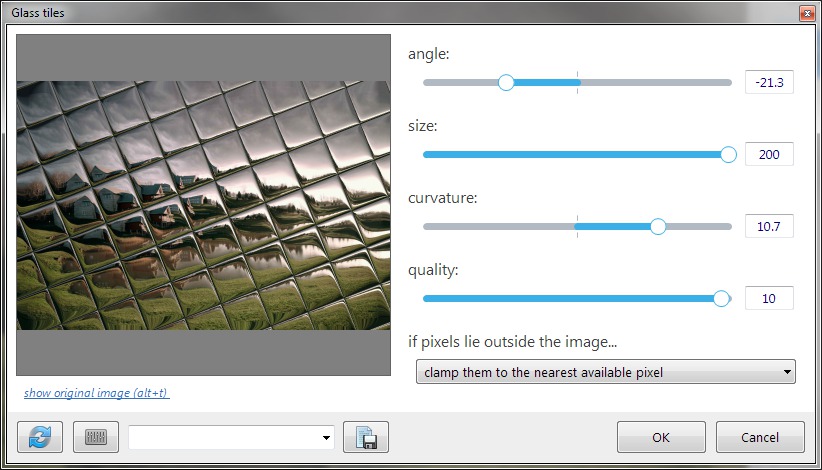 Glass tiles
angle:
-21.3
size:
200
curvature:
10.7
quality:
10
if pixels lie outside the image...
clamp them to the nearest available pixel
show original image (alt+t)
OK
Cancel